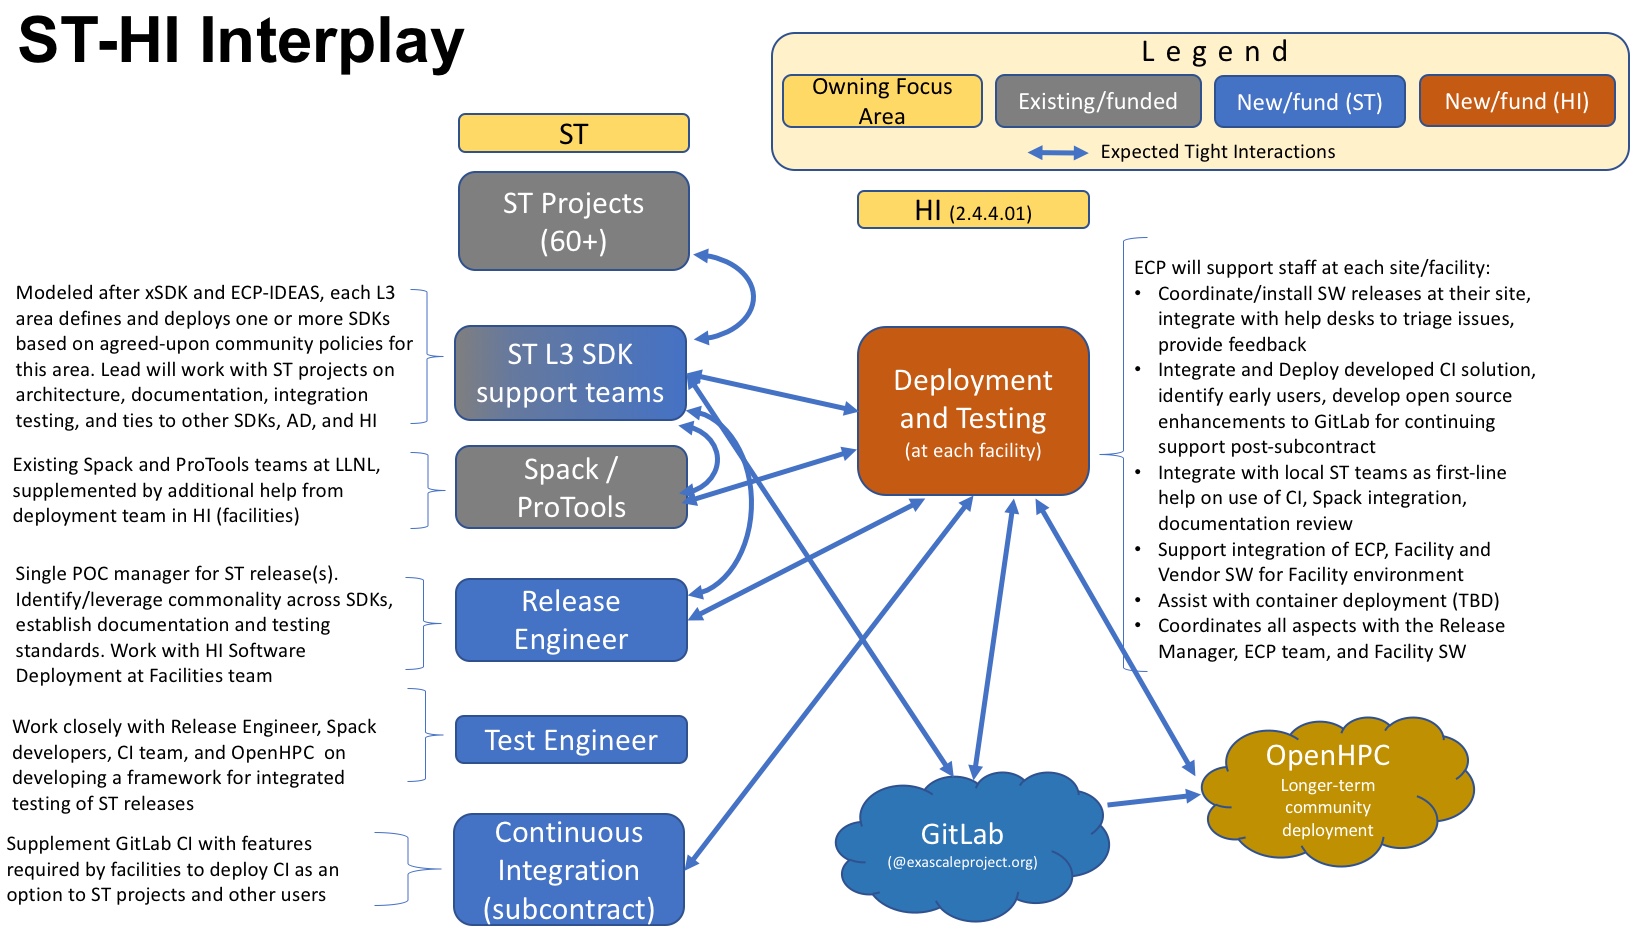 ST-HI Interplay
Legend
Owning Focus
Area
Existing/funded
New/fund (ST)
New/fund (HI)
Expected Tight Interactions
ST
HI (2.4.4.01)
ST Projects
(60+)
Modeled after xSDK and ECP-IDEAS, each L3
area defines and deploys one or more SDKs
based on agreed-upon community policies for
this area. Lead will work with ST projects on
architecture, documentation, integration
testing, and ties to other SDKs, AD, and HI
ST L3 SDK
support teams
Existing Spack and ProTools teams at LLNL,
supplemented by additional help from
deployment team in HI (facilities)
Spack /
ProTools
Single POC manager for ST release(s).
Identify/leverage commonality across SDKs,
establish documentation and testing
standards. Work with HI Software
Deployment at Facilities team
Release
Engineer
Work closely with Release Engineer, Spack
developers, CI team, and OpenHPC on
developing a framework for integrated
testing of ST releases
Test Engineer
Supplement GitLab CI with features
required by facilities to deploy CI as an
option to ST projects and other users
Continuous
Integration
(subcontract)
Deployment
and Testing
(at each facility)
ECP will support staff at each site/facility:
• Coordinate/install SW releases at their site,
integrate with help desks to triage issues,
provide feedback
• Integrate and Deploy developed CI solution,
identify early users, develop open source
enhancements to GitLab for continuing
support post-subcontract
• Integrate with local ST teams as first-line
help on use of CI, Spack integration,
documentation review
• Support integration of ECP, Facility and
Vendor SW for Facility environment
• Assist with container deployment (TBD)
• Coordinates all aspects with the Release
Manager, ECP team, and Facility SW
GitLab
(@exascaleproject.org)
OpenHPC
Longer-term
community
deployment